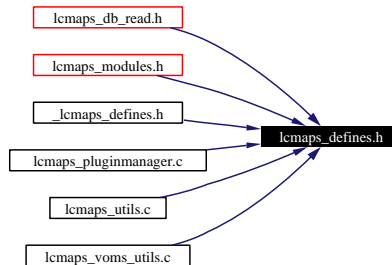 lcmaps_db_read.h
lcmaps_modules.h
_lcmaps_defines.h
lcmaps_defines.h
lcmaps_pluginmanager.c
lcmaps_utils.c
lcmaps_voms_utils.c